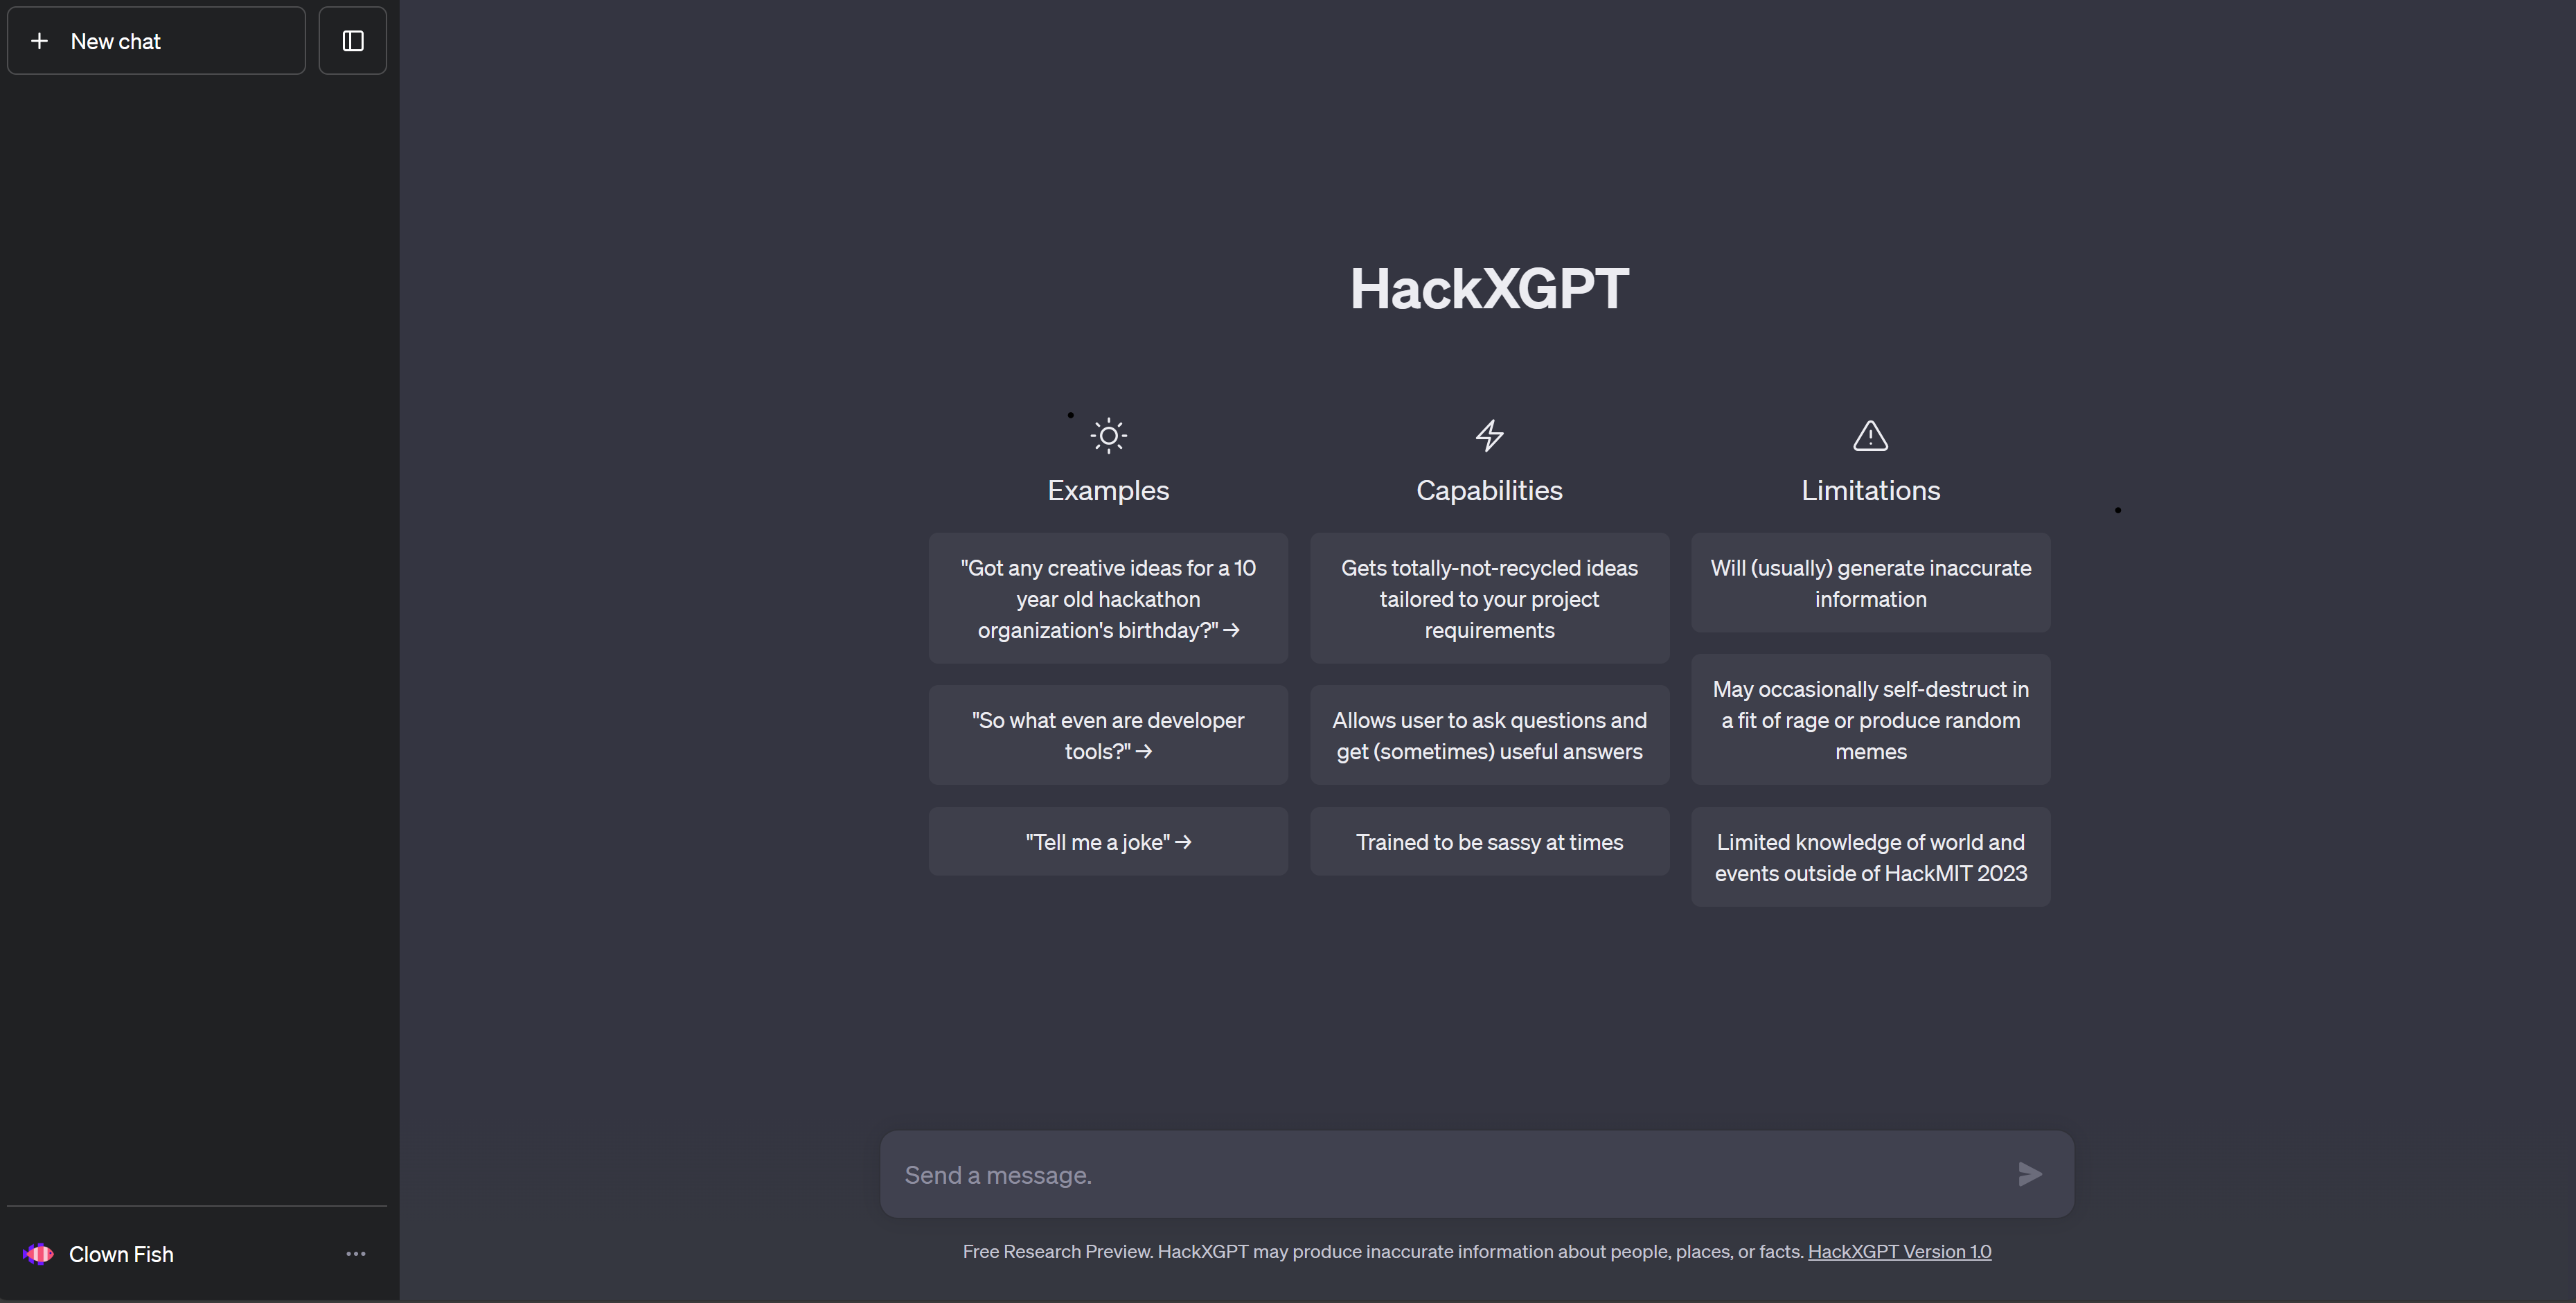 New chat
HackXGPT
Examples
"Got any creative ideas for a 10
year old hackathon
organization's birthday?" →
"So what even are developer
tools?" →
"Tell me a joke" →
Capabilities
Gets totally-not-recycled ideas
tailored to your project
requirements
Allows user to ask questions and
get (sometimes) useful answers
Trained to be sassy at times
Limitations
Will (usually) generate inaccurate
information
May occasionally self-destruct in
a fit of rage or produce random
memes
Limited knowledge of world and
events outside of HackMIT 2023
Send a message.
Free Research Preview. HackXGPT may produce inaccurate information about people, places, or facts. HackXGPT Version 1.0
Clown Fish